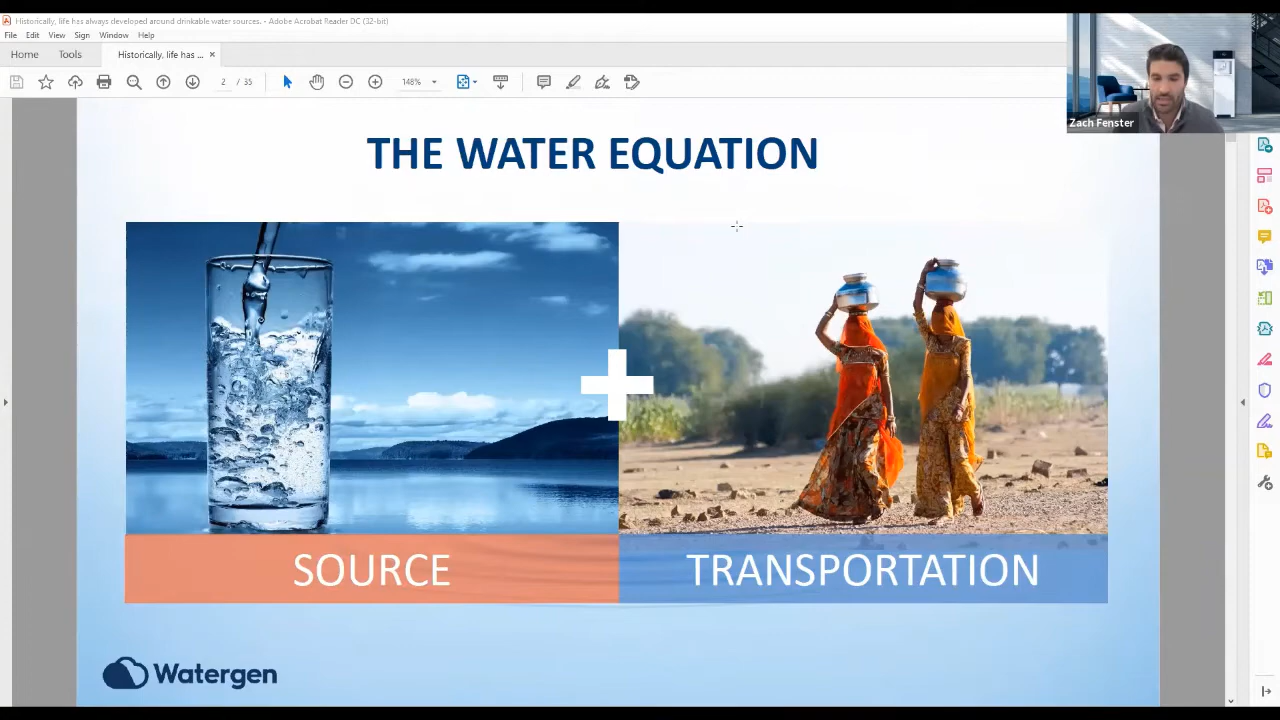 Historically, life has always developed around drinkable water sources. - Adobe Acrobat Reader DC (32-bit)
File Edit View Sign Window Help
Home Tools Historically, life has ... ×
2 / 35 148%
Zach Fenster
THE WATER EQUATION
SOURCE TRANSPORTATION
Watergen